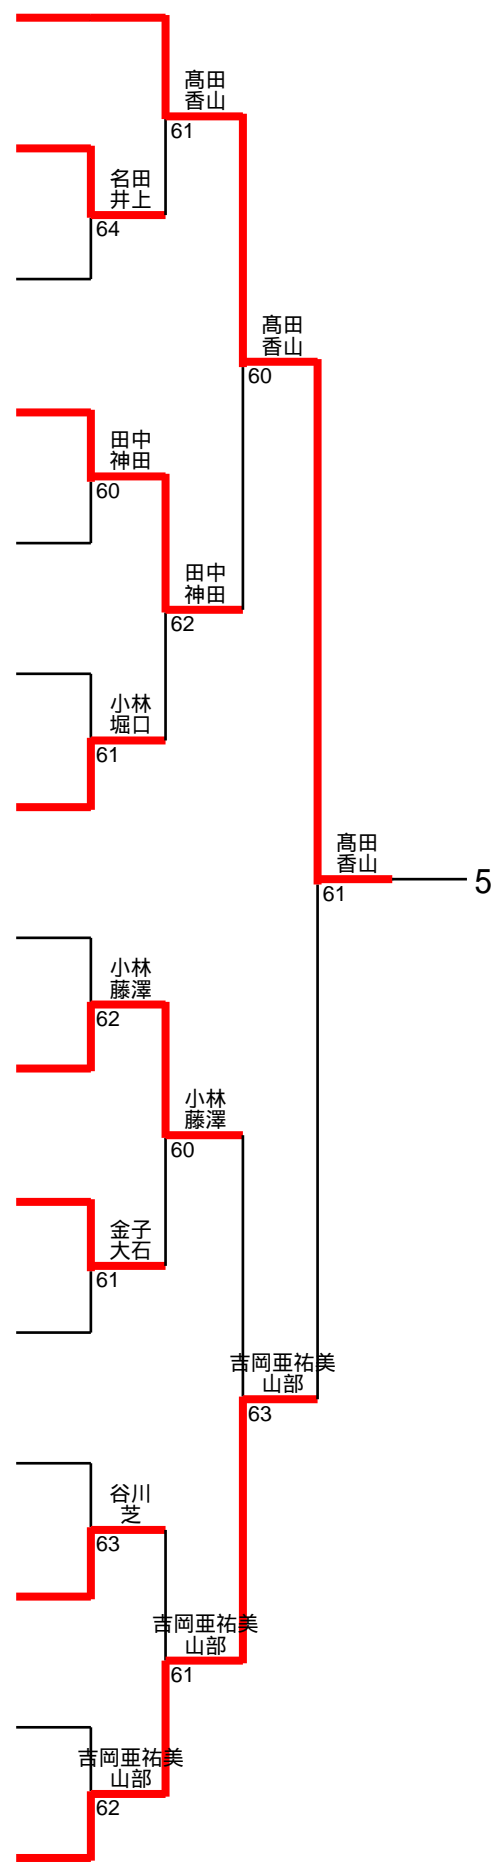 髙田
香山
61
名田
井上
64
髙田
香山
60
田中
神田
60
田中
神田
62
小林
堀口
61
髙田
香山
61
5
小林
藤澤
62
小林
藤澤
60
金子
大石
61
吉岡亜祐美
山部
63
谷川
芝
63
吉岡亜祐美
山部
61
吉岡亜祐美
山部
62